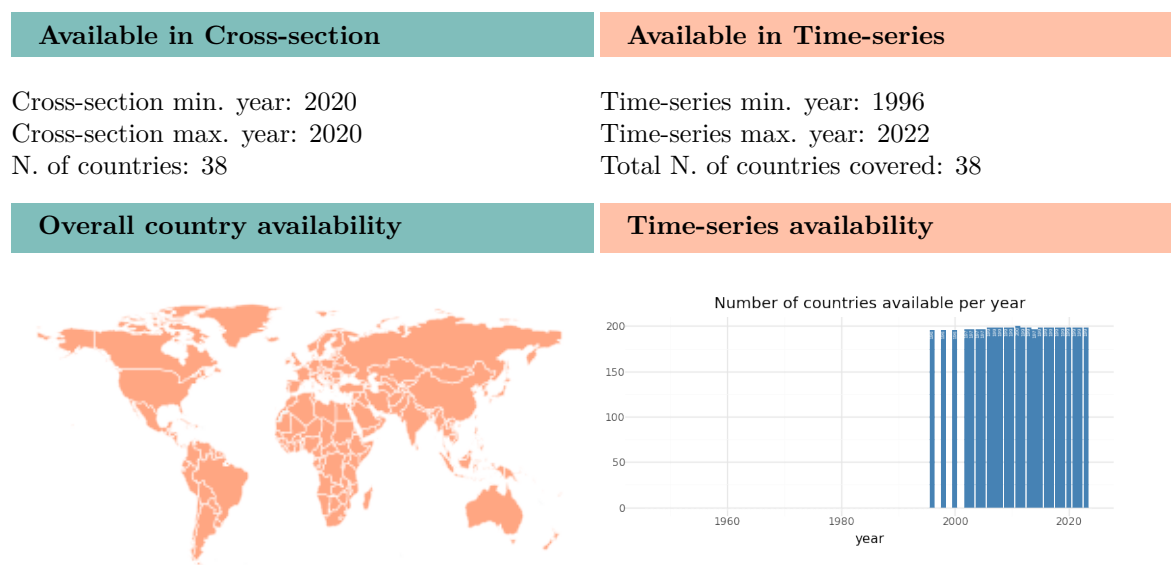 Available in Cross-section
Available in Time-series
Cross-section min. year: 2020
Cross-section max. year: 2020
N. of countries: 38
Time-series min. year: 1996
Time-series max. year: 2022
Total N. of countries covered: 38
Overall country availability
Time-series availability
Number of countries available per year
200
150
100
50
0
1960 1980 2000 2020
year